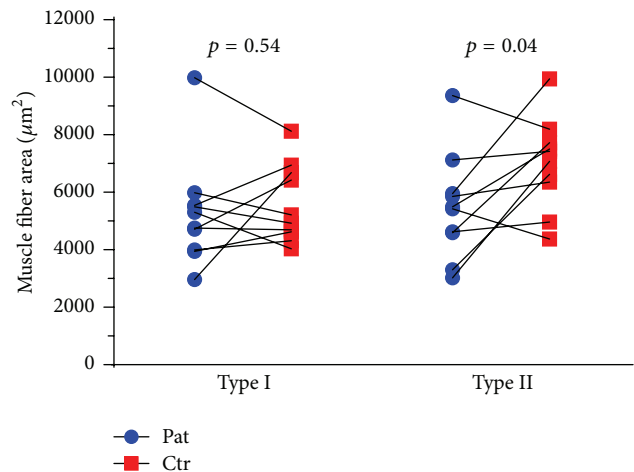 12000
p = 0.54
p = 0.04
10000
8000
6000
4000
2000
0
Muscle fiber area (μm²)
Type I
Type II
Pat
Ctr